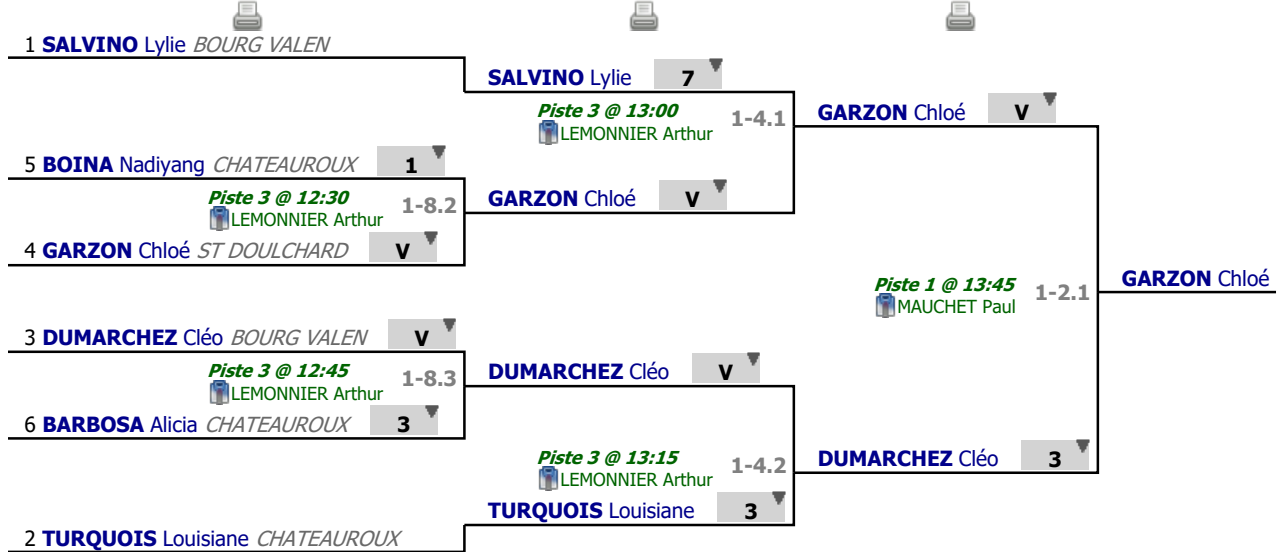 1 SALVINO Lylie BOURG VALEN
SALVINO Lylie 7
Piste 3 @ 13:00
LEMONNIER Arthur
1-4.1
GARZON Chloé V
5 BOINA Nadiyang CHATEAUROUX 1
Piste 3 @ 12:30
LEMONNIER Arthur
1-8.2
GARZON Chloé V
4 GARZON Chloé ST DOULCHARD V
Piste 1 @ 13:45
MAUCHET Paul
1-2.1
GARZON Chloé
3 DUMARCHEZ Cléo BOURG VALEN V
Piste 3 @ 12:45
LEMONNIER Arthur
1-8.3
DUMARCHEZ Cléo V
6 BARBOSA Alicia CHATEAUROUX 3
Piste 3 @ 13:15
LEMONNIER Arthur
1-4.2
DUMARCHEZ Cléo 3
TURQUOIS Louisiane 3
2 TURQUOIS Louisiane CHATEAUROUX